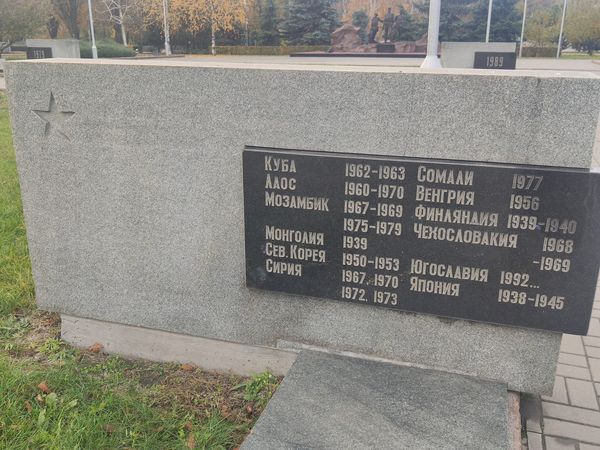 1979
1989
КУБА 1962-1963
ЛАОС 1960-1970
МОЗАМБИК 1967-1969
1975-1979
МОНГОЛИЯ 1939
СЕВ. КОРЕЯ 1950-1953
СИРИЯ 1967, 1970
1972, 1973
СОМАЛИ 1977
ВЕНГРИЯ 1956
ФИНЛЯНДИЯ 1939-1940
ЧЕХОСЛОВАКИЯ 1968
-1969
ЮГОСЛАВИЯ 1992...
ЯПОНИЯ 1938-1945